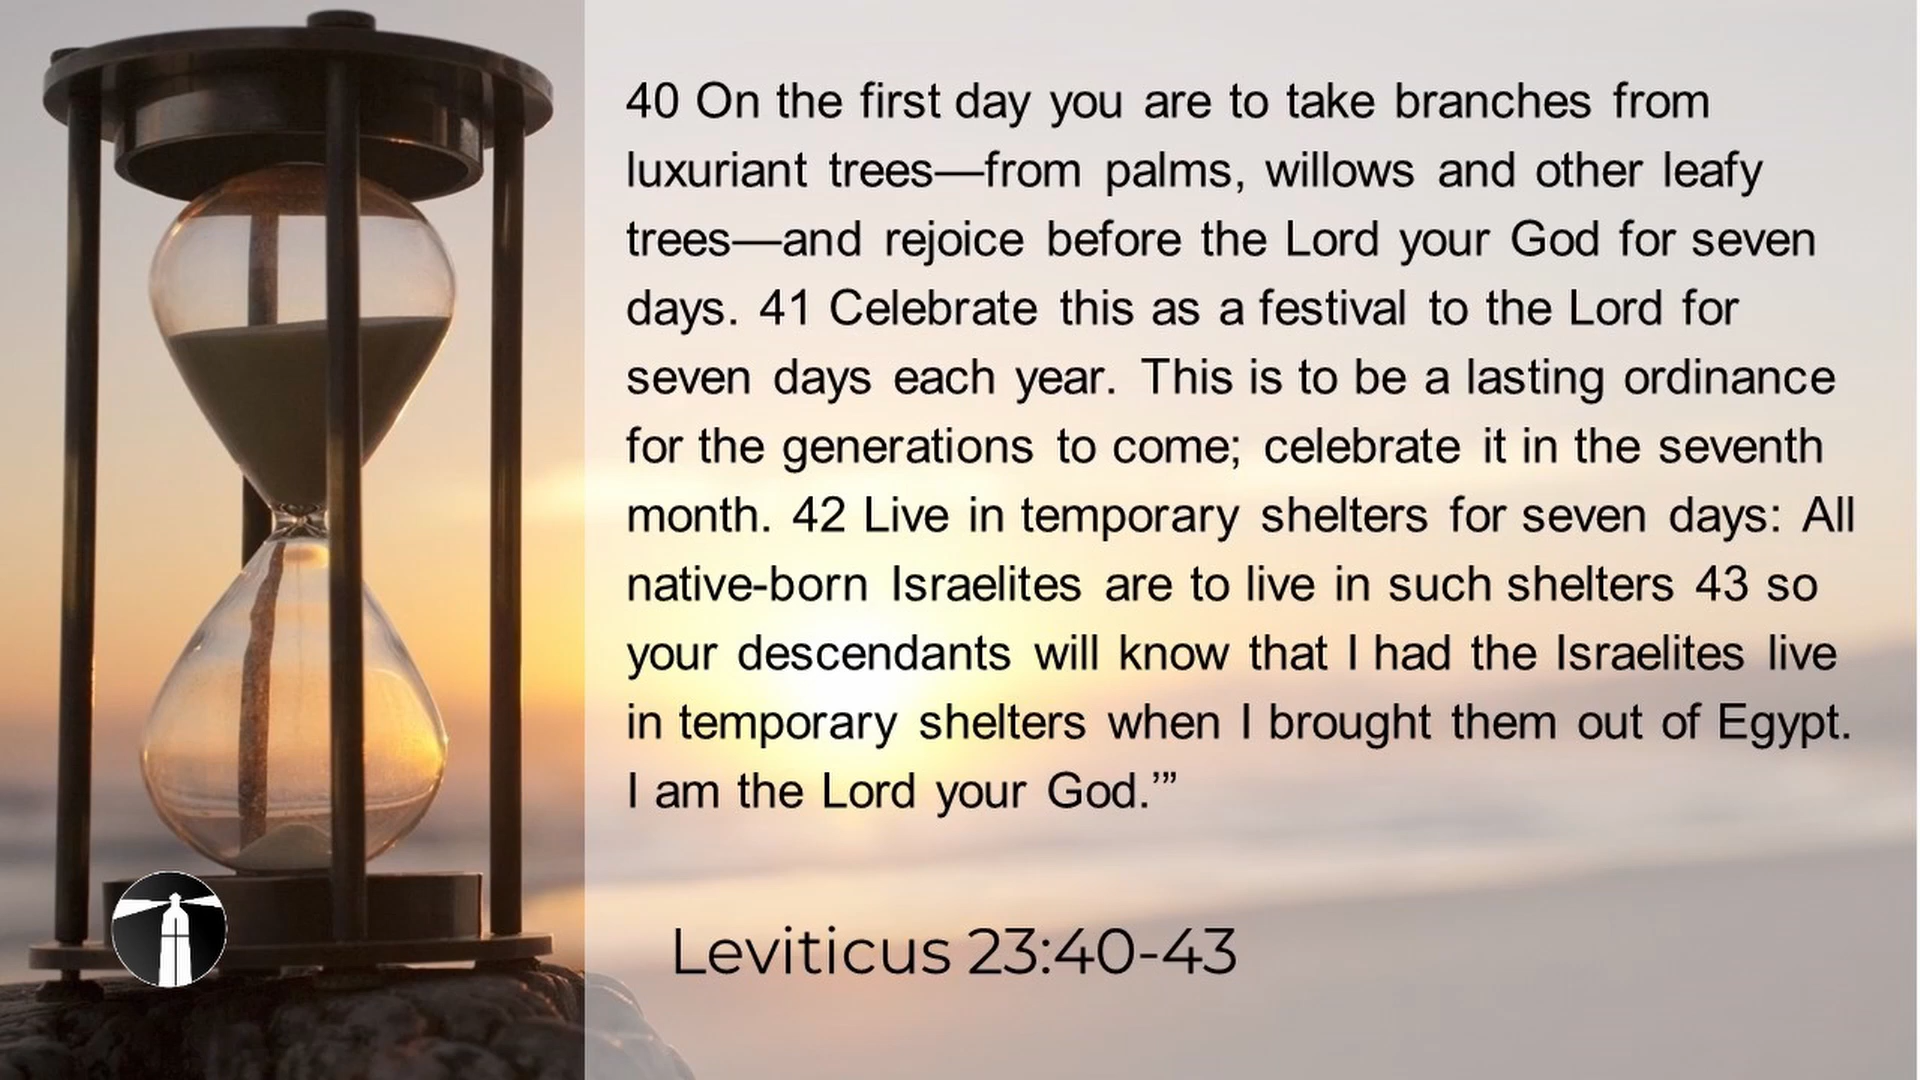 40 On the first day you are to take branches from
luxuriant trees—from palms, willows and other leafy
trees—and rejoice before the Lord your God for seven
days. 41 Celebrate this as a festival to the Lord for
seven days each year. This is to be a lasting ordinance
for the generations to come; celebrate it in the seventh
month. 42 Live in temporary shelters for seven days: All
native-born Israelites are to live in such shelters 43 so
your descendants will know that I had the Israelites live
in temporary shelters when I brought them out of Egypt.
I am the Lord your God.’”
Leviticus 23:40-43